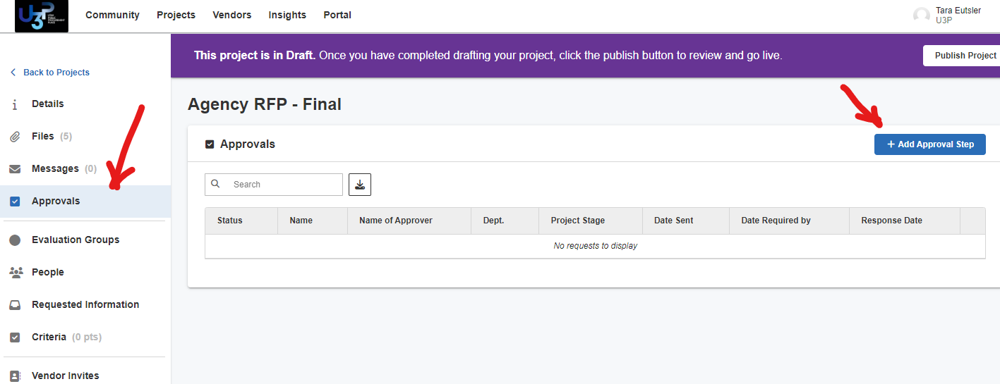 U3P UTAH PUBLIC PROCUREMENT PLACE
Community Projects Vendors Insights Portal
Tara Eutsler
U3P
This project is in Draft. Once you have completed drafting your project, click the publish button to review and go live.
Publish Project
Back to Projects
Details
Files (5)
Messages (0)
Approvals
Evaluation Groups
People
Requested Information
Criteria (0 pts)
Vendor Invites
Agency RFP - Final
Approvals
+ Add Approval Step
Search
Status Name Name of Approver Dept. Project Stage Date Sent Date Required by Response Date
No requests to display